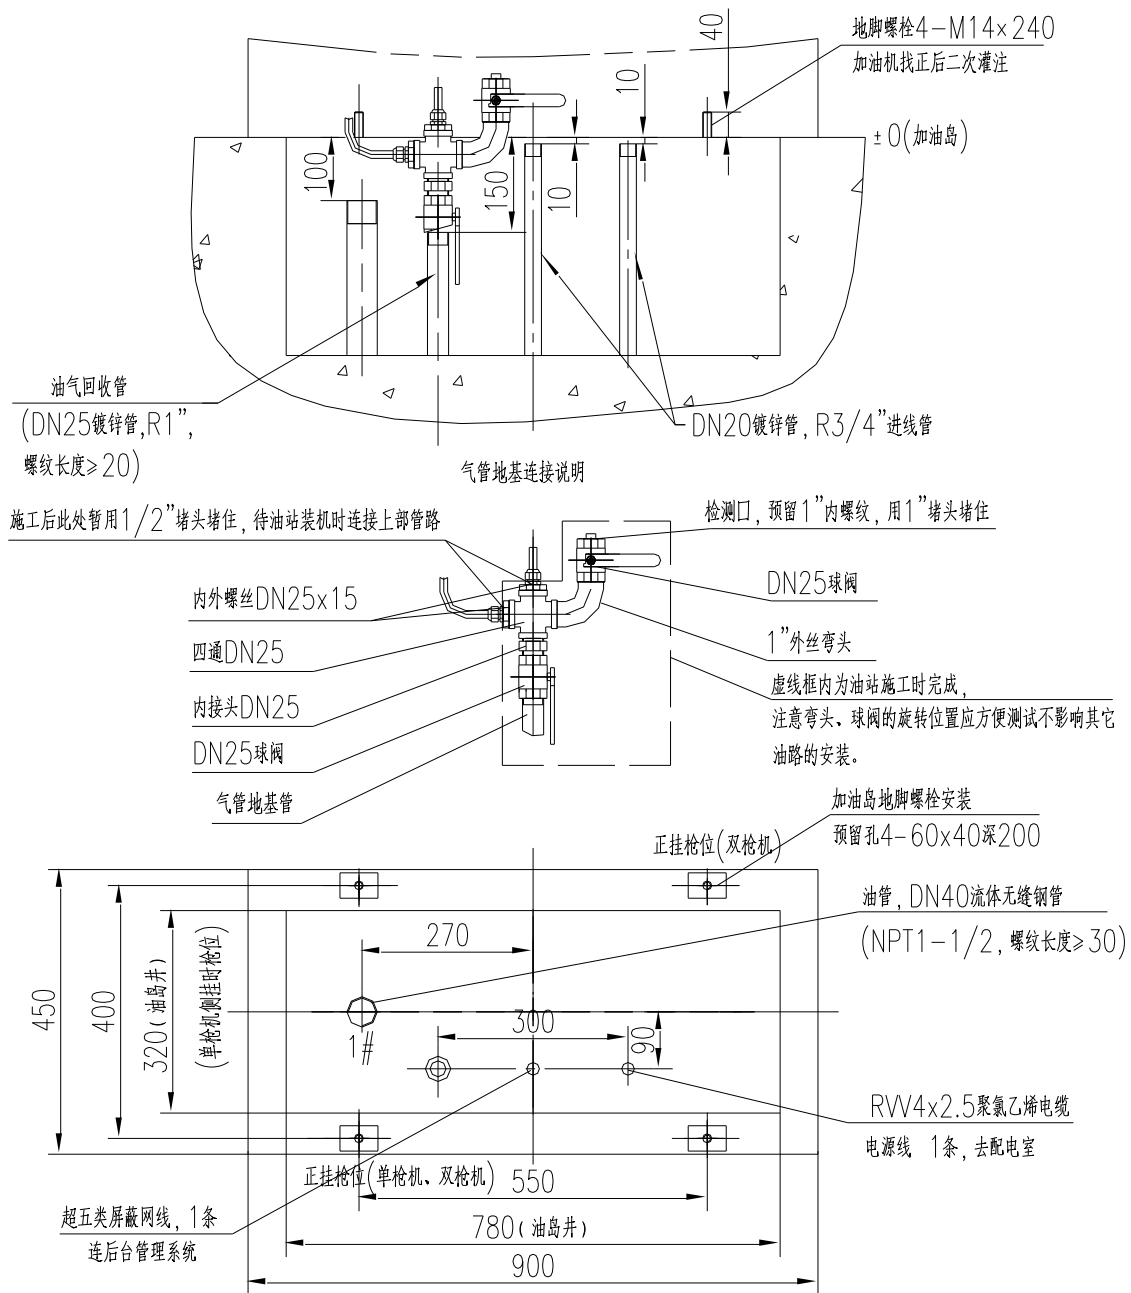 40
地脚螺栓4-M14×240
加油机找正后二次灌注
10
±0(加油岛)
100
150
10
油气回收管
(DN25镀锌管,R1”,
螺纹长度≥20)
DN20镀锌管,R3/4”进线管
气管地基连接说明
施工后此处暂用1/2”堵头堵住,待油站装机时连接上部管路
检测口,预留1”内螺纹,用1”堵头堵住
内外螺丝DN25x15
DN25球阀
四通DN25
1”外丝弯头
内接头DN25
虚线框内为油站施工时完成,
注意弯头、球阀的旋转位置应方便测试不影响其它
油路的安装。
DN25球阀
气管地基管
加油岛地脚螺栓安装
预留孔4-60x40深200
正挂枪位(双枪机)
油管,DN40流体无缝钢管
(NPT1-1/2,螺纹长度≥30)
270
450
400
320(油岛井)
(单枪机侧挂时枪位)
300
90
1#
RVV4x2.5聚氯乙烯电缆
电源线 1条,去配电室
正挂枪位(单枪机、双枪机)
550
超五类屏蔽网线,1条
连后台管理系统
780(油岛井)
900